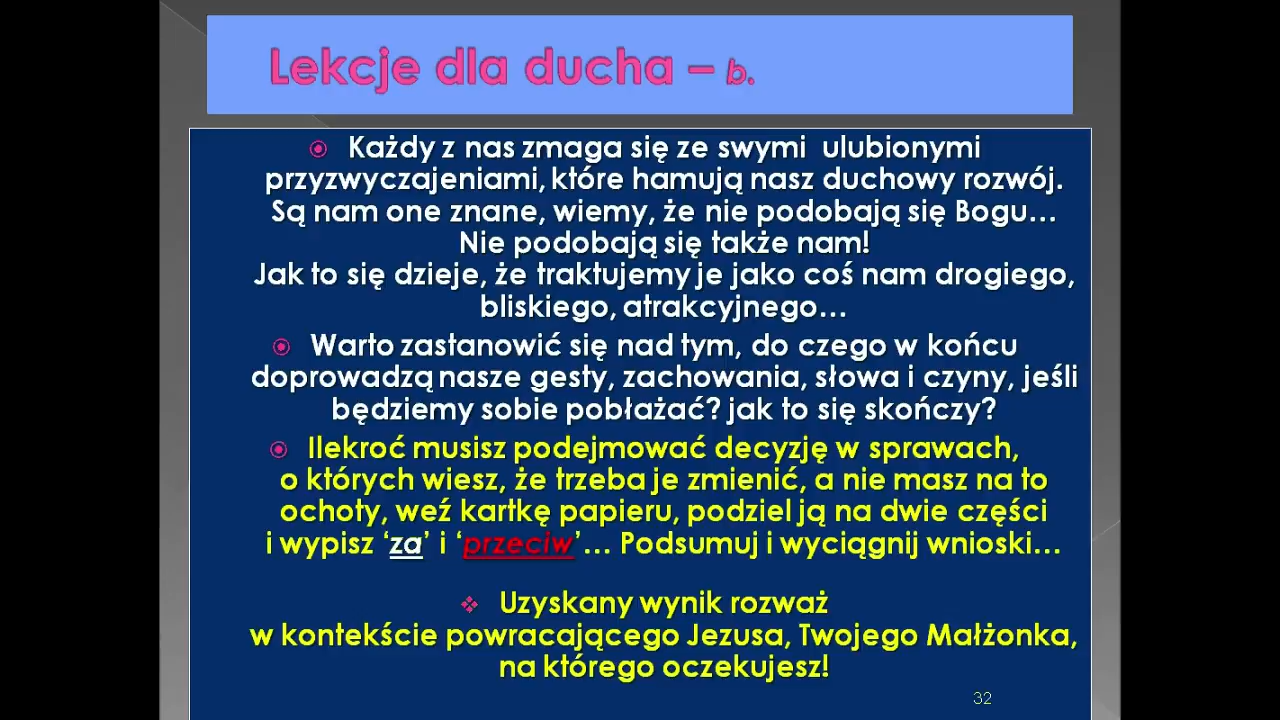 Lekcje dla ducha – b.
Każdy z nas zmaga się ze swymi ulubionymi
przyzwyczajeniami, które hamują nasz duchowy rozwój.
Są nam one znane, wiemy, że nie podobają się Bogu…
Nie podobają się także nam!
Jak to się dzieje, że traktujemy je jako coś nam drogiego,
bliskiego, atrakcyjnego…
Warto zastanowić się nad tym, do czego w końcu
doprowadzą nasze gesty, zachowania, słowa i czyny, jeśli
będziemy sobie pobłażać? jak to się skończy?
Ilekroć musisz podejmować decyzję w sprawach,
o których wiesz, że trzeba je zmienić, a nie masz na to
ochoty, weź kartkę papieru, podziel ją na dwie części
i wypisz ‘za’ i ‘przeciw’… Podsumuj i wyciągnij wnioski…
Uzyskany wynik rozważ
w kontekście powracającego Jezusa, Twojego Małżonka,
na którego oczekujesz!
32